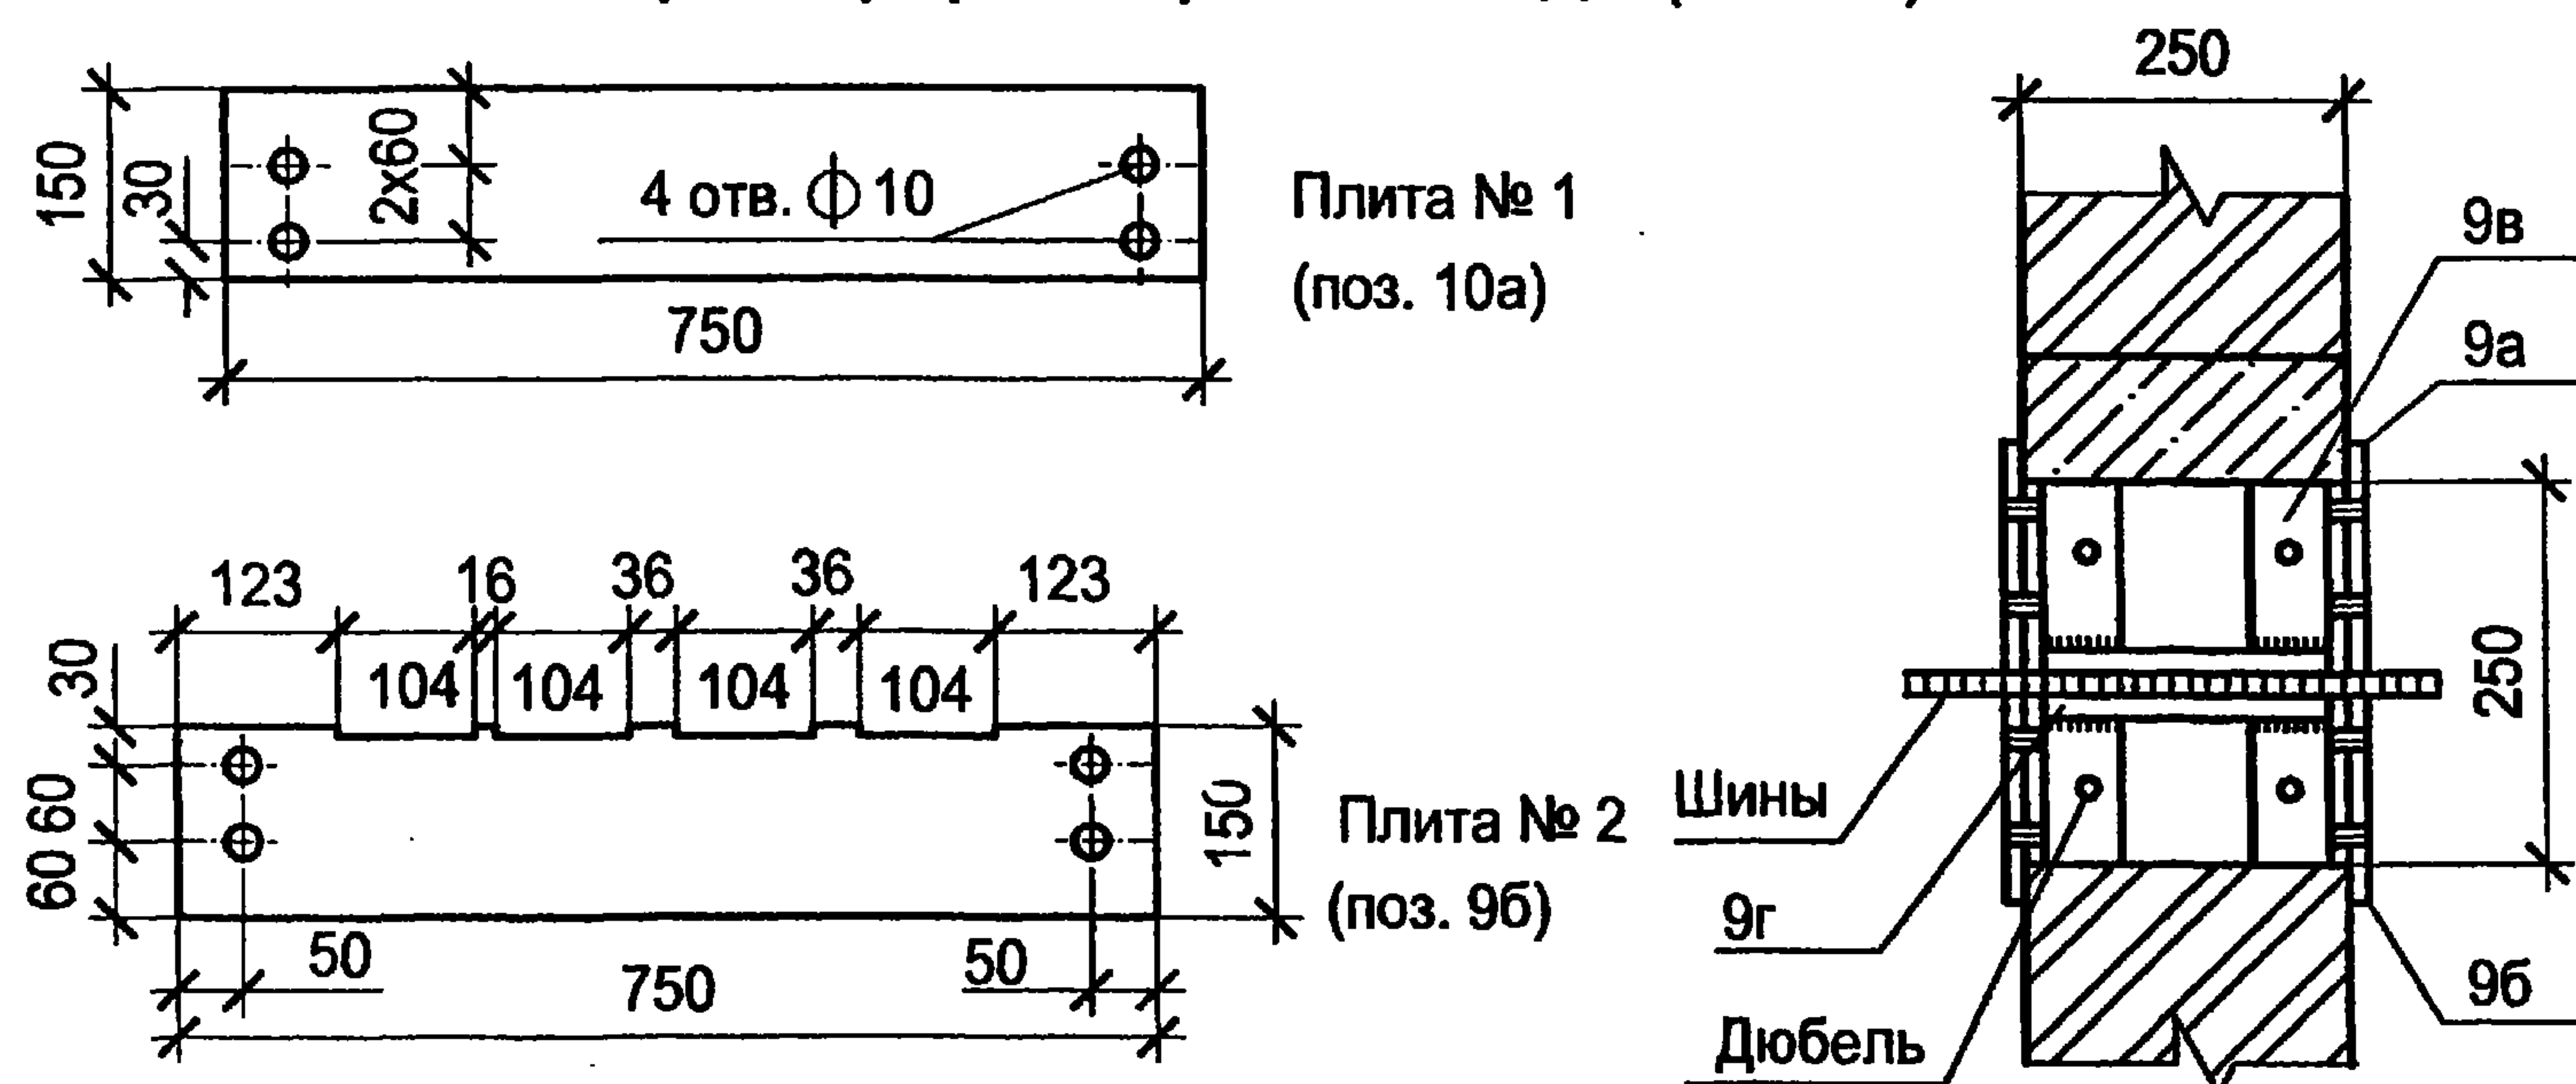 150
30
2х60
4 отв. ϕ 10
750
Плита № 1
(поз. 10а)
123 16 36 36 123
104 104 104 104
30
60
60
150
50 750 50
Плита № 2
(поз. 9б)
250
9в
9а
250
Шины
9г
9б
Дюбель